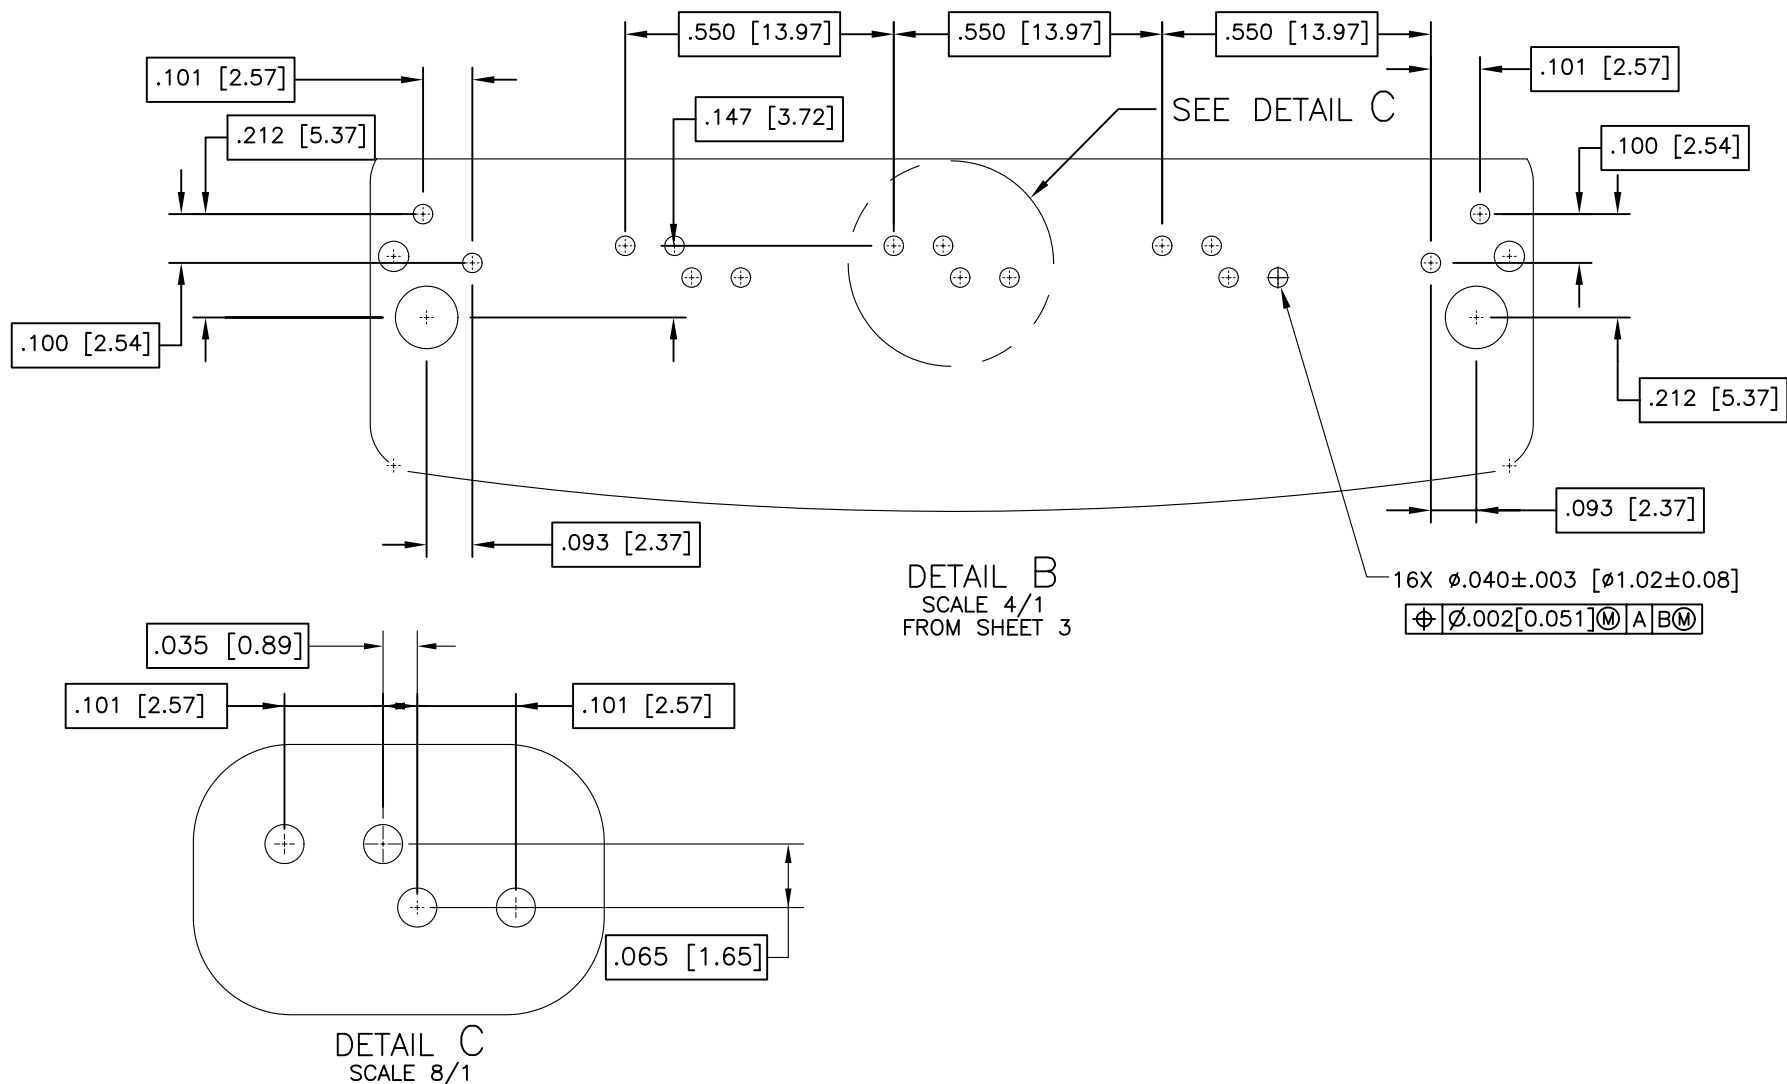 .550 [13.97]
.550 [13.97]
.550 [13.97]
.101 [2.57]
.101 [2.57]
.147 [3.72]
SEE DETAIL C
.212 [5.37]
.100 [2.54]
.100 [2.54]
.212 [5.37]
.093 [2.37]
.093 [2.37]
DETAIL B
SCALE 4/1
FROM SHEET 3
16X ø.040±.003 [ø1.02±0.08]
⌖ Ø.002[0.051]Ⓜ A BⓂ
.035 [0.89]
.101 [2.57]
.101 [2.57]
.065 [1.65]
DETAIL C
SCALE 8/1